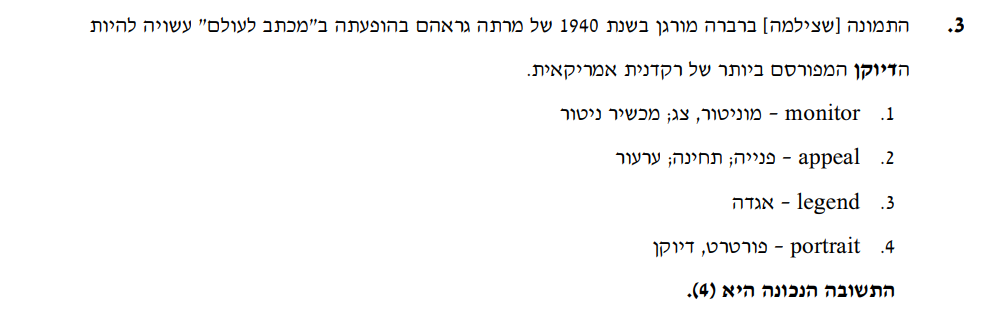 3. התמונה [שצילמה] ברברה מורגן בשנת 1940 של מרתה גראהם בהופעתה ב"מכתב לעולם" עשויה להיות
הדיוקן המפורסם ביותר של רקדנית אמריקאית.
1. monitor – מוניטור, צג; מכשיר ניטור
2. appeal – פנייה; תחינה; ערעור
3. legend – אגדה
4. portrait – פורטרט, דיוקן
התשובה הנכונה היא (4).